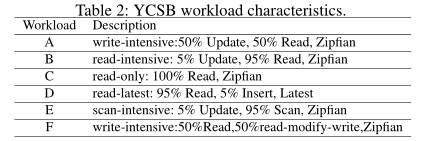 Table 2: YCSB workload characteristics.
Workload Description
A write-intensive:50% Update, 50% Read, Zipfian
B read-intensive: 5% Update, 95% Read, Zipfian
C read-only: 100% Read, Zipfian
D read-latest: 95% Read, 5% Insert, Latest
E scan-intensive: 5% Update, 95% Scan, Zipfian
F write-intensive:50%Read,50%read-modify-write,Zipfian